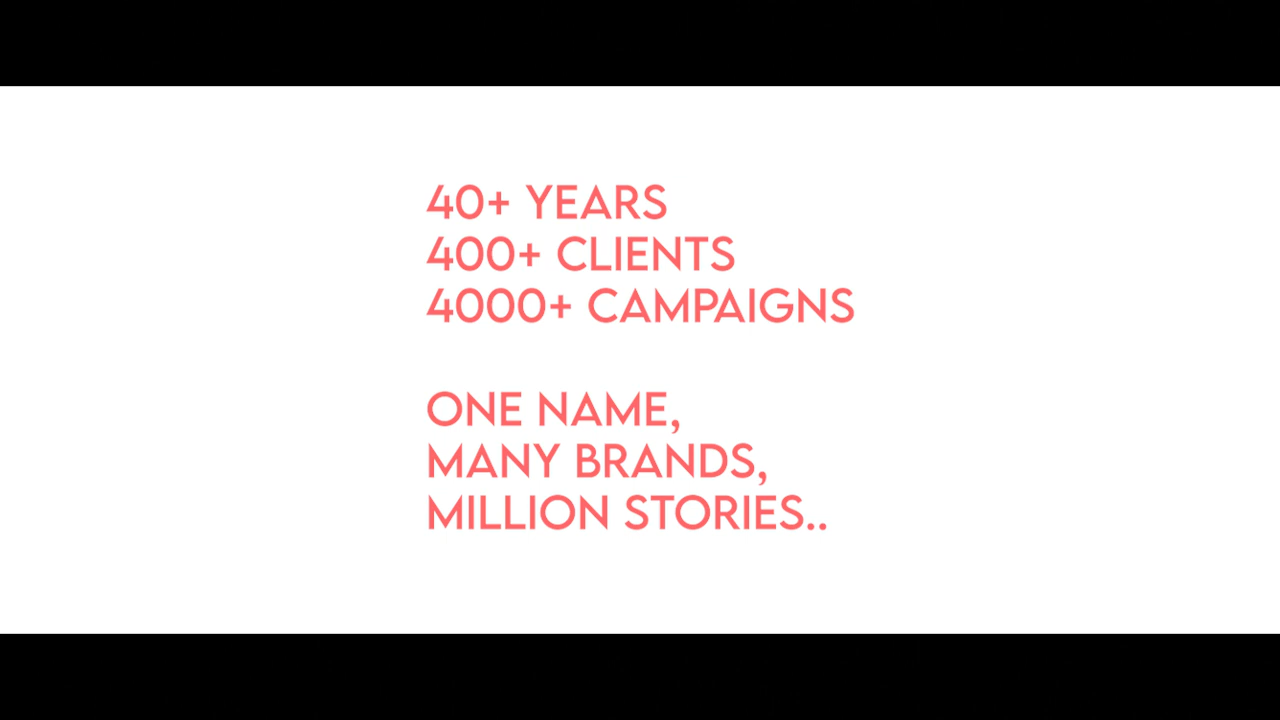 40+ YEARS
400+ CLIENTS
4000+ CAMPAIGNS
ONE NAME,
MANY BRANDS,
MILLION STORIES..